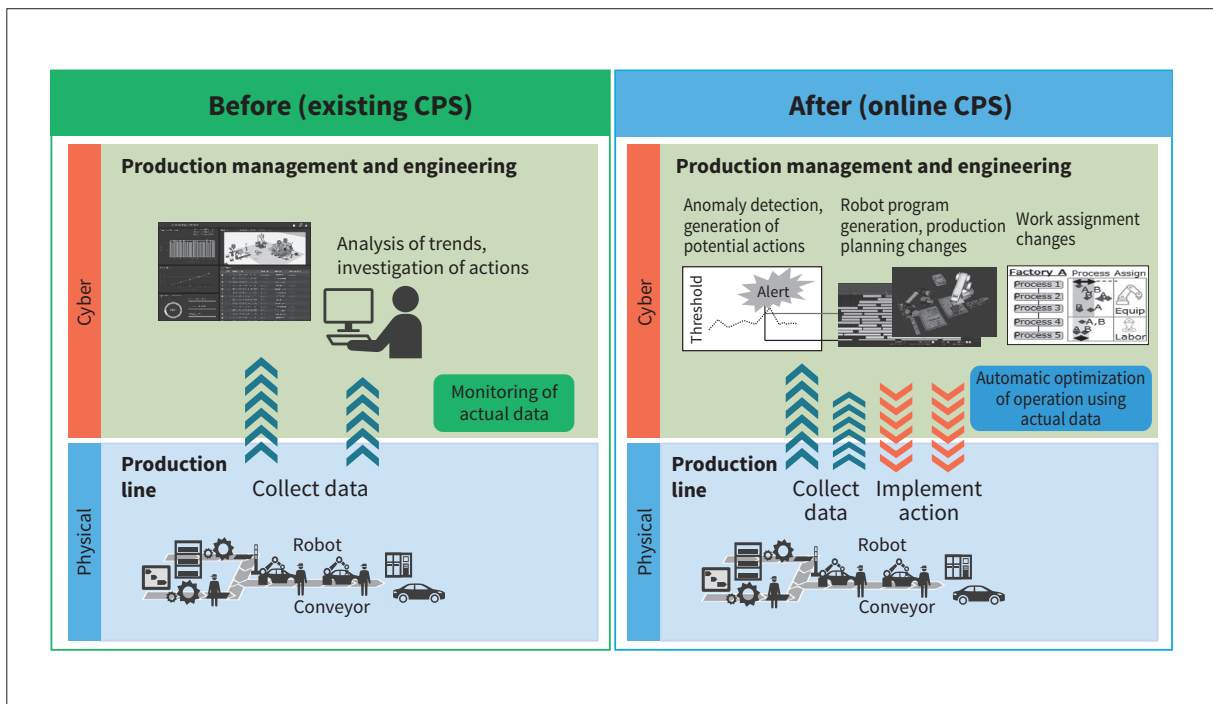 Before (existing CPS)
Cyber
Production management and engineering
Analysis of trends,
investigation of actions
Monitoring of
actual data
Physical
Production
line
Collect data
Robot
Conveyor
After (online CPS)
Cyber
Production management and engineering
Anomaly detection,
generation of
potential actions
Robot program
generation, production
planning changes
Work assignment
changes
Threshold
Alert
Factory A Process Assign
Process 1
Process 2
Process 3
Process 4
Process 5
A, B
A
A, B
A
B
Equip
Labor
Automatic optimization
of operation using
actual data
Physical
Production
line
Collect
data
Implement
action
Robot
Conveyor